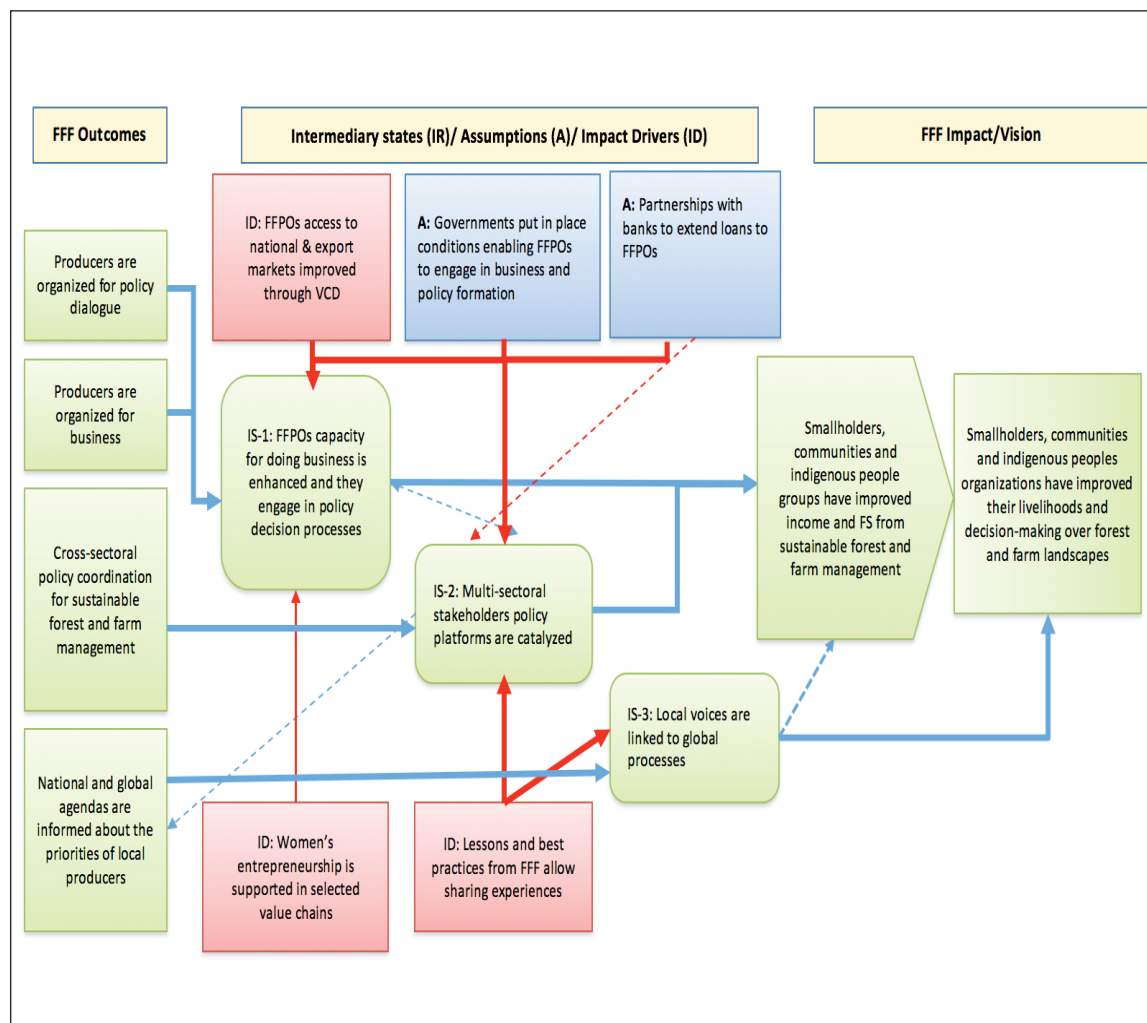 FFF Outcomes
Intermediary states (IR)/ Assumptions (A)/ Impact Drivers (ID)
FFF Impact/Vision
ID: FFPOs access to
national & export
markets improved
through VCD
A: Governments put in place
conditions enabling FFPOs
to engage in business and
policy formation
A: Partnerships with
banks to extend loans to
FFPOs
Producers are
organized for policy
dialogue
Producers are
organized for
business
Cross-sectoral
policy coordination
for sustainable
forest and farm
management
National and global
agendas are
informed about the
priorities of local
producers
IS-1: FFPOs capacity
for doing business is
enhanced and they
engage in policy
decision processes
IS-2: Multi-sectoral
stakeholders policy
platforms are catalyzed
IS-3: Local voices are
linked to global
processes
ID: Women’s
entrepreneurship is
supported in selected
value chains
ID: Lessons and best
practices from FFF allow
sharing experiences
Smallholders,
communities and
indigenous people
groups have improved
income and FS from
sustainable forest and
farm management
Smallholders, communities
and indigenous peoples
organizations have improved
their livelihoods and
decision-making over forest
and farm landscapes